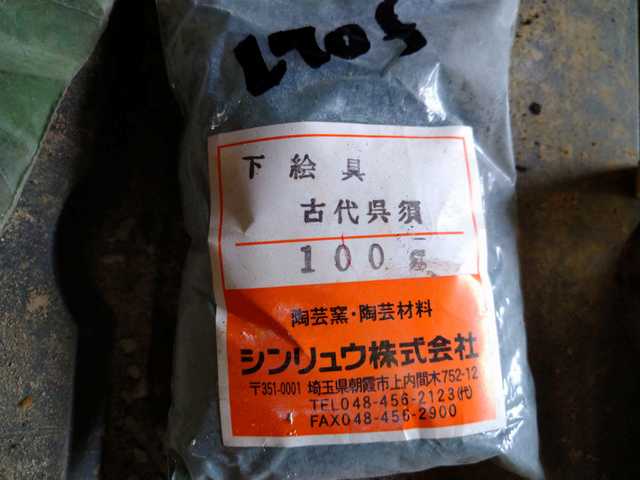 下絵具
古代呉須
100g
陶芸窯・陶芸材料
シンリュウ株式会社
〒351-0001 埼玉県朝霞市上内間木752-12
TEL048-456-2123(代)
FAX048-456-2900